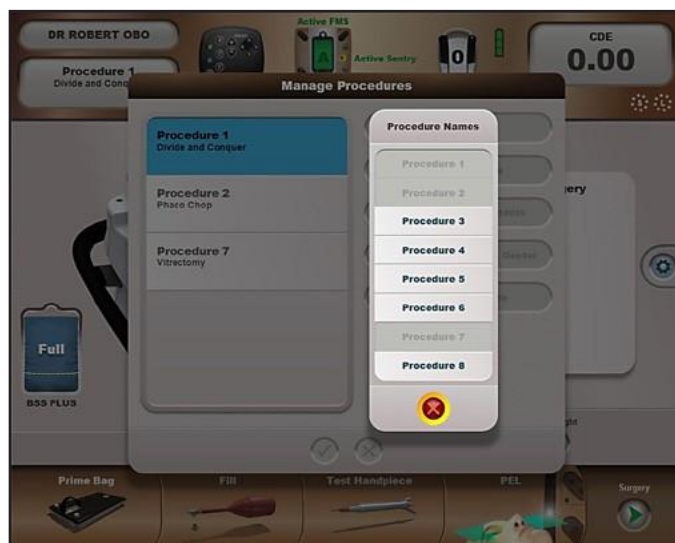 DR ROBERT OBO
Procedure 1
Divide and Conq
Active FMS
A
Active Sentry
0
CDE
0.00
Manage Procedures
Procedure 1
Divide and Conquer
Procedure 2
Phaco Chop
Procedure 7
Vitrectomy
Procedure Names
Procedure 1
Procedure 2
Procedure 3
Procedure 4
Procedure 5
Procedure 6
Procedure 7
Procedure 8
Full
BSS PLUS
Prime Bag
Fill
Test Handpiece
PEL
Surgery